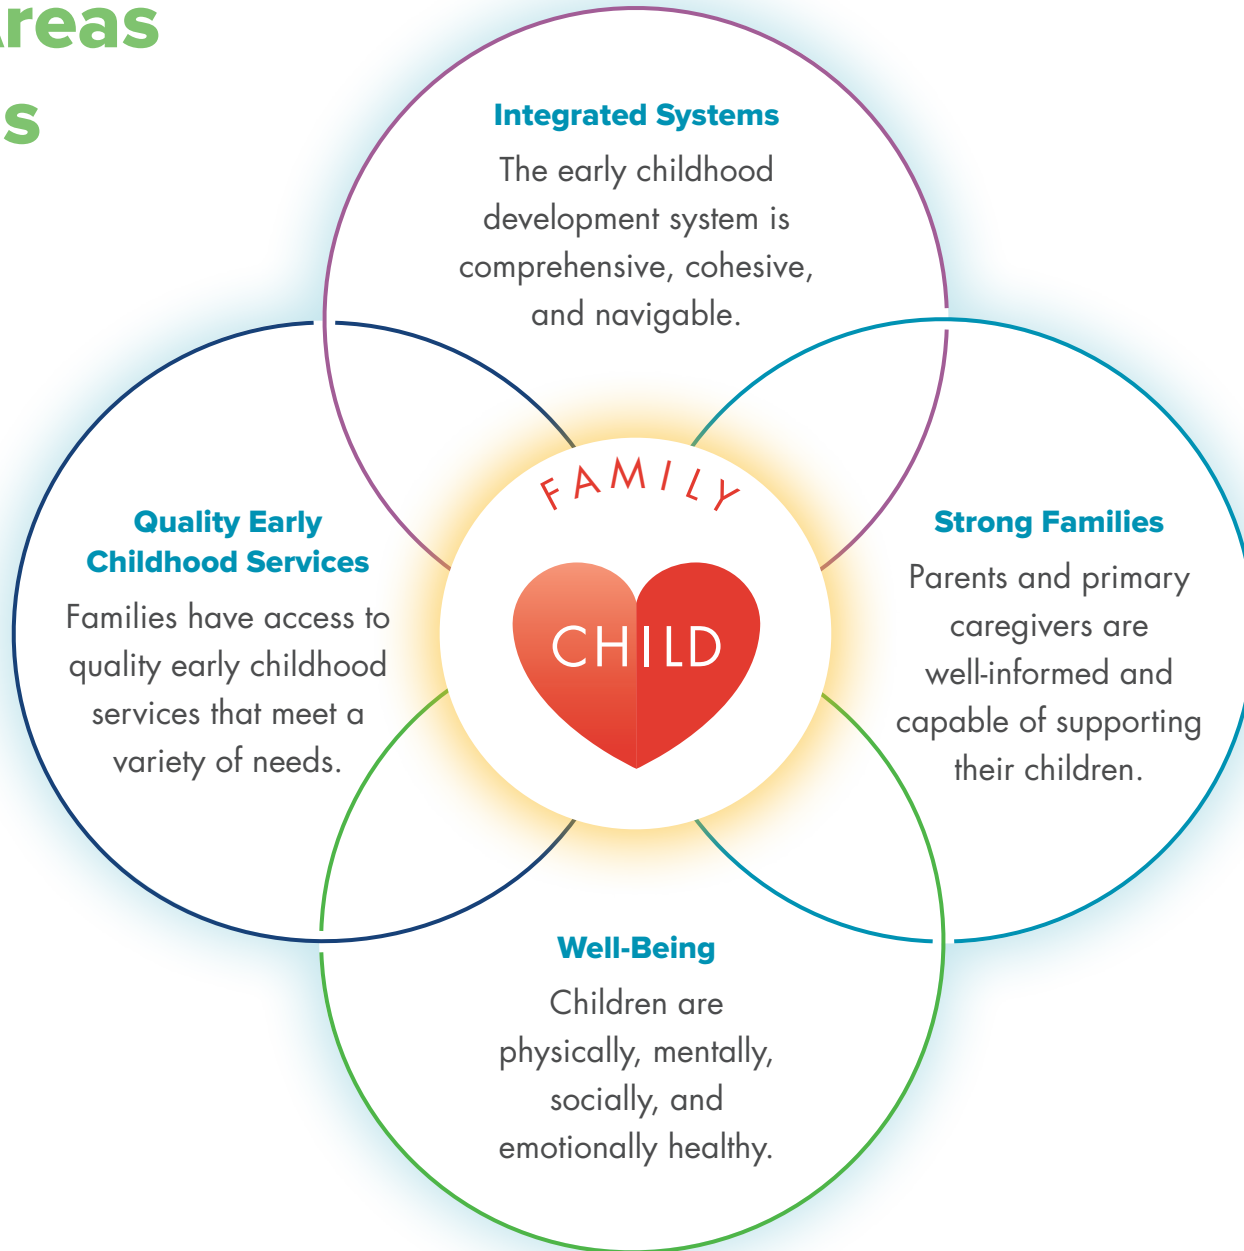 Integrated Systems
The early childhood
development system is
comprehensive, cohesive,
and navigable.
Quality Early
Childhood Services
Families have access to
quality early childhood
services that meet a
variety of needs.
FAMILY
CHILD
Strong Families
Parents and primary
caregivers are
well-informed and
capable of supporting
their children.
Well-Being
Children are
physically, mentally,
socially, and
emotionally healthy.